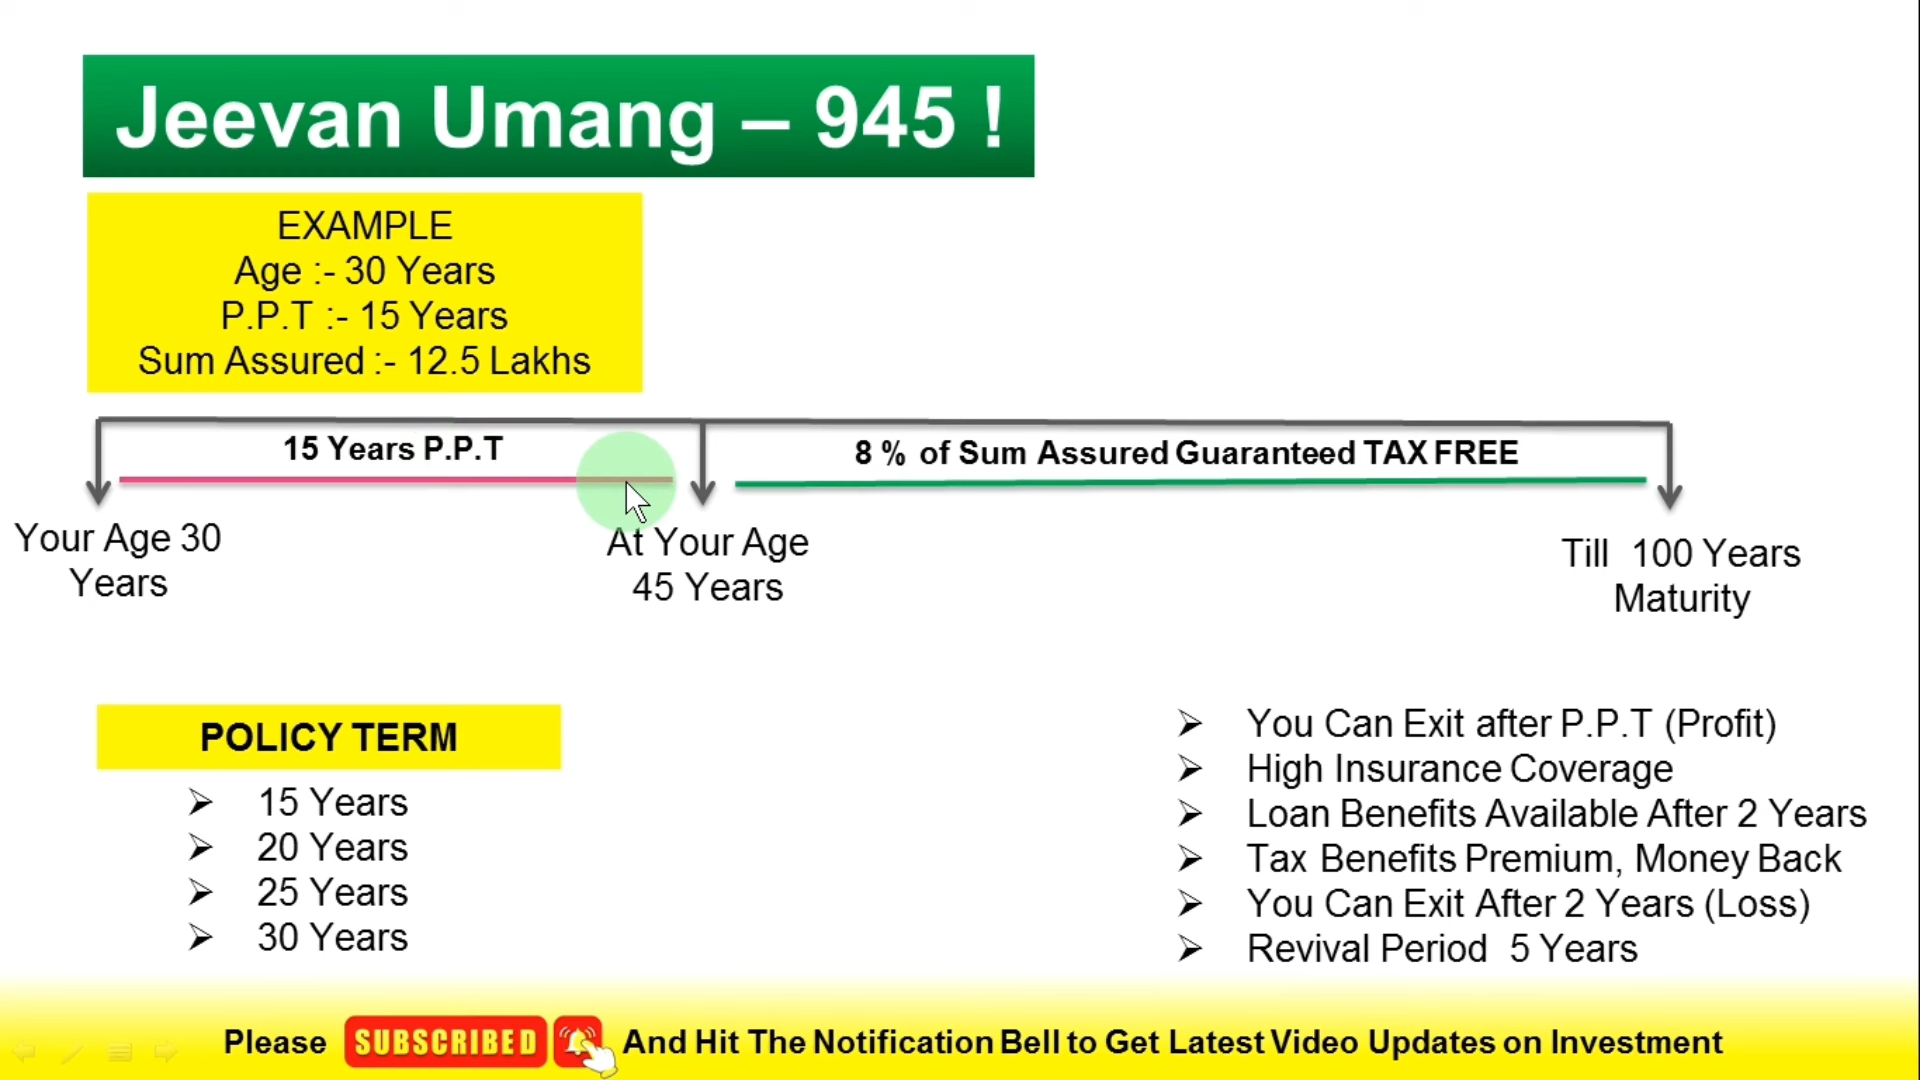 Jeevan Umang – 945 !
EXAMPLE
Age :- 30 Years
P.P.T :- 15 Years
Sum Assured :- 12.5 Lakhs
15 Years P.P.T
8 % of Sum Assured Guaranteed TAX FREE
Your Age 30
Years
At Your Age
45 Years
Till 100 Years
Maturity
POLICY TERM
15 Years
20 Years
25 Years
30 Years
You Can Exit after P.P.T (Profit)
High Insurance Coverage
Loan Benefits Available After 2 Years
Tax Benefits Premium, Money Back
You Can Exit After 2 Years (Loss)
Revival Period 5 Years
Please SUBSCRIBED And Hit The Notification Bell to Get Latest Video Updates on Investment